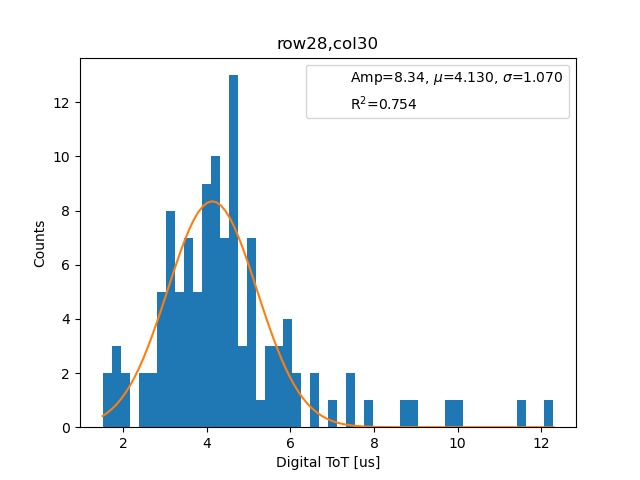 row28,col30
Amp=8.34, μ=4.130, σ=1.070
R²=0.754
Counts
12
10
8
6
4
2
0
2 4 6 8 10 12
Digital ToT [us]